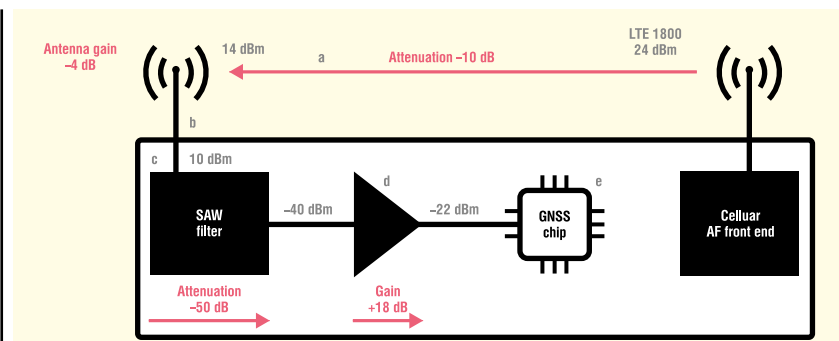 Antenna gain
–4 dB
14 dBm
a
Attenuation –10 dB
LTE 1800
24 dBm
b
c
10 dBm
SAW
filter
–40 dBm
d
–22 dBm
GNSS
chip
e
Celluar
AF front end
Attenuation
–50 dB
Gain
+18 dB